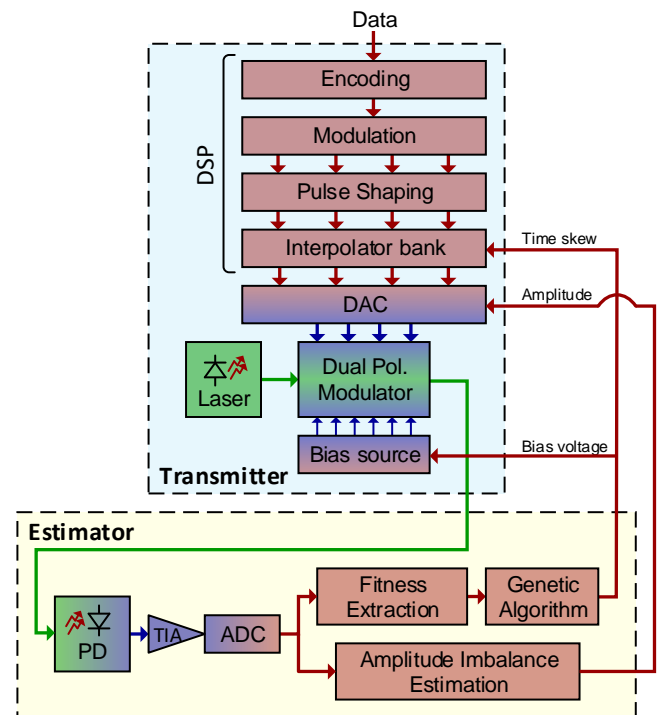 Data
Encoding
DSP
Modulation
Pulse Shaping
Interpolator bank
Time skew
DAC
Amplitude
Laser
Dual Pol.
Modulator
Bias source
Bias voltage
Transmitter
Estimator
PD
TIA
ADC
Fitness
Extraction
Genetic
Algorithm
Amplitude Imbalance
Estimation